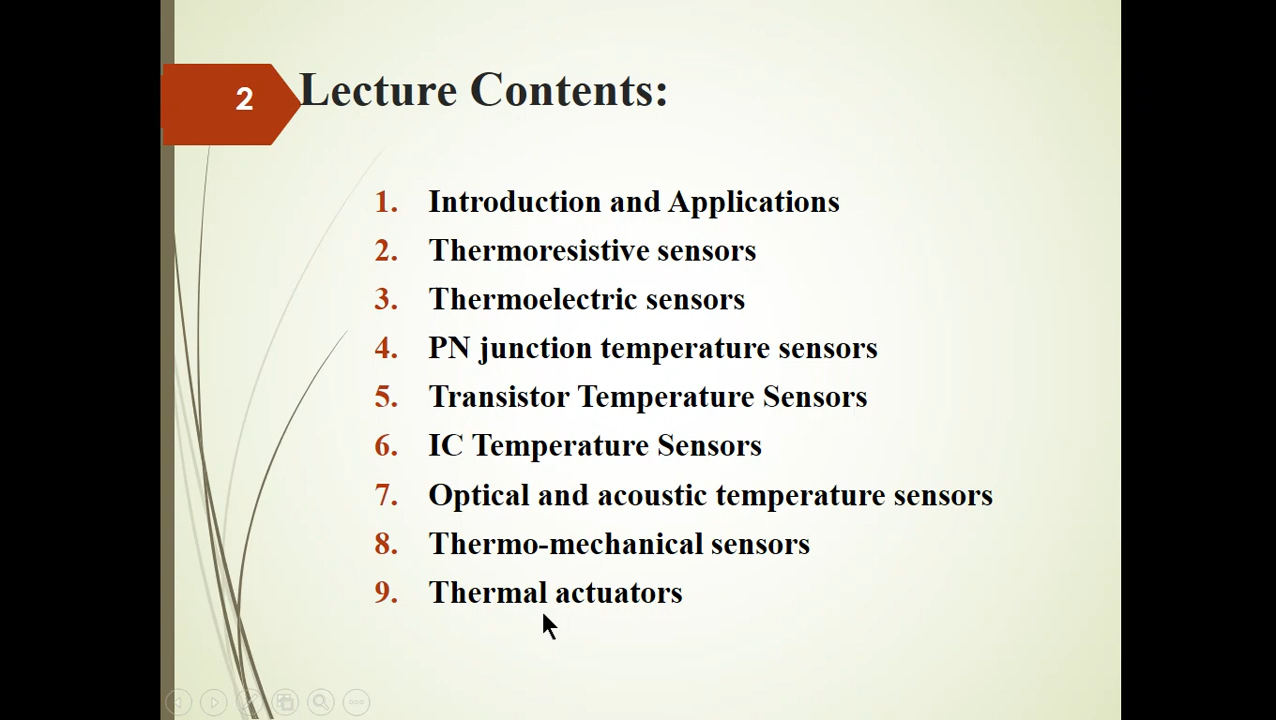 2
Lecture Contents:
1. Introduction and Applications
2. Thermoresistive sensors
3. Thermoelectric sensors
4. PN junction temperature sensors
5. Transistor Temperature Sensors
6. IC Temperature Sensors
7. Optical and acoustic temperature sensors
8. Thermo-mechanical sensors
9. Thermal actuators